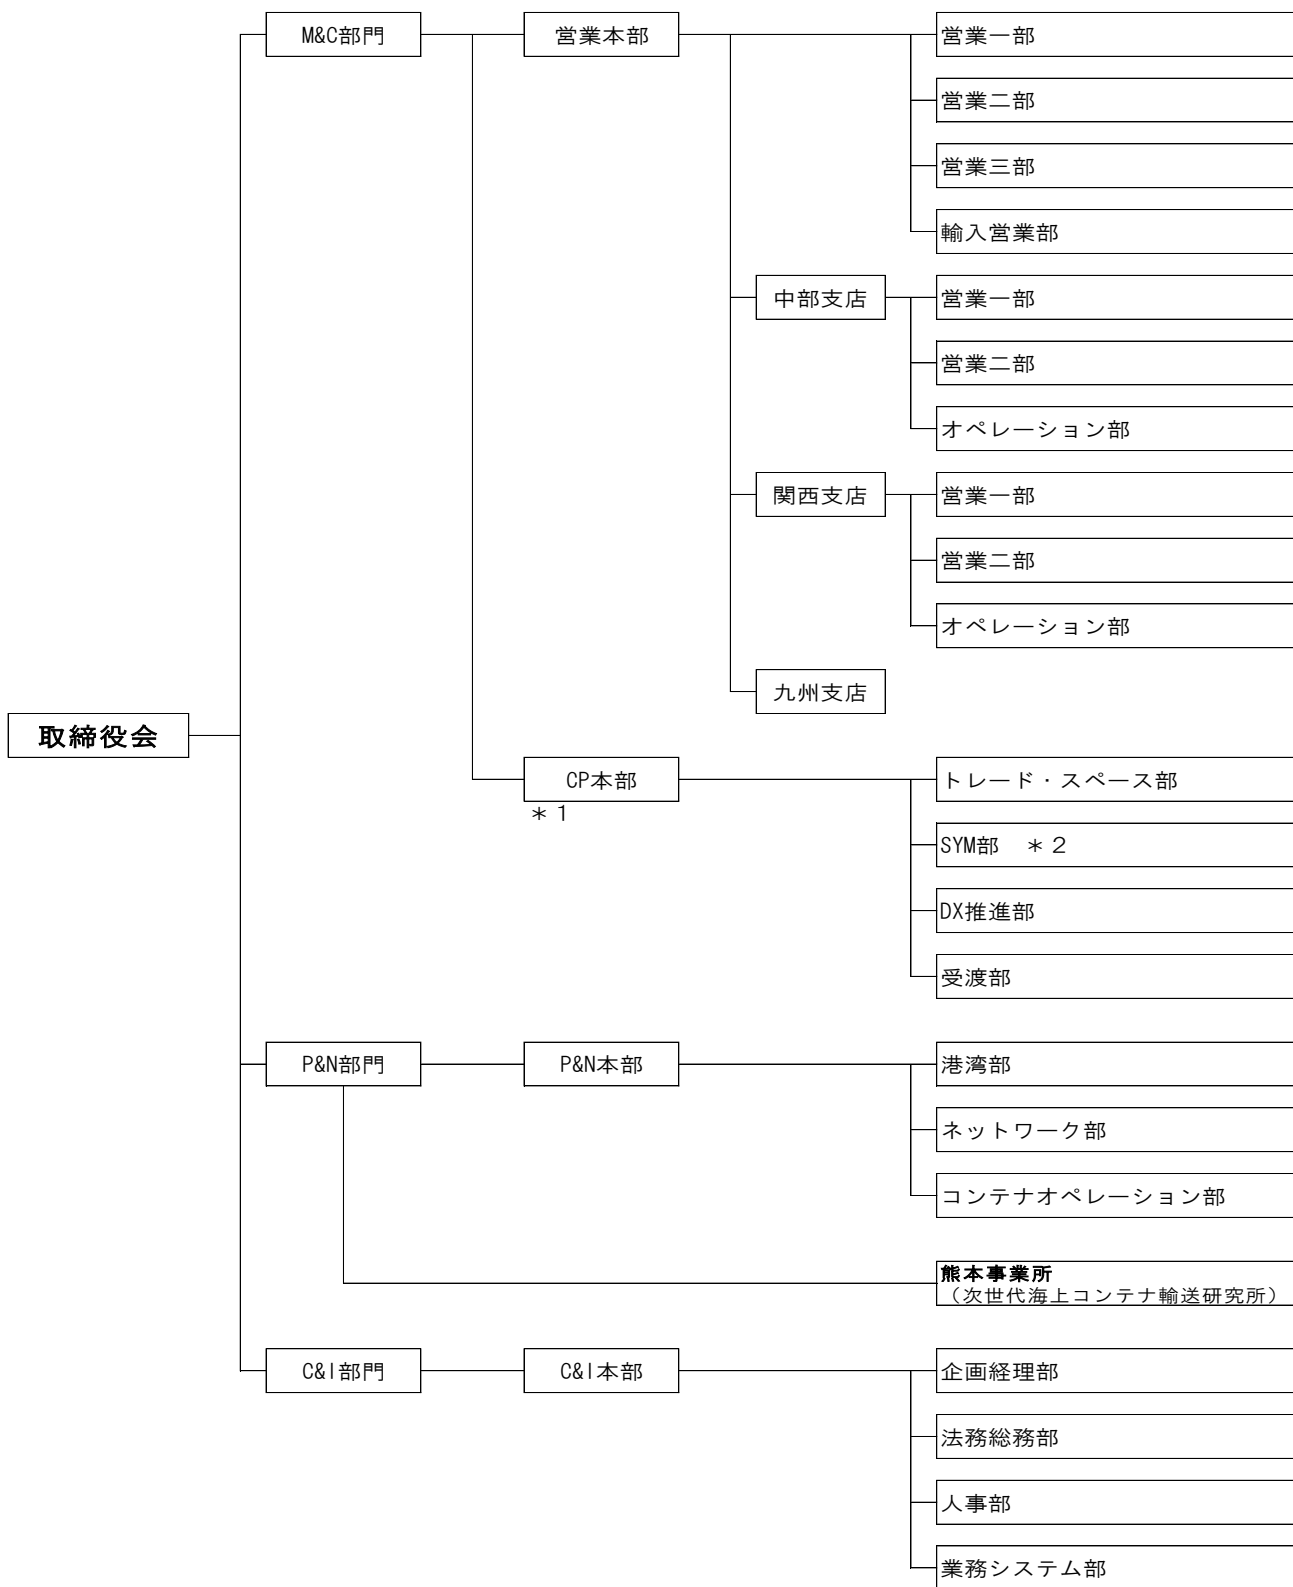 M&C部門
営業本部
営業一部
営業二部
営業三部
輸入営業部
中部支店
営業一部
営業二部
オペレーション部
関西支店
営業一部
営業二部
オペレーション部
九州支店
取締役会
CP本部
＊１
トレード・スペース部
SYM部　＊２
DX推進部
受渡部
P&N部門
P&N本部
港湾部
ネットワーク部
コンテナオペレーション部
熊本事業所
（次世代海上コンテナ輸送研究所）
C&I部門
C&I本部
企画経理部
法務総務部
人事部
業務システム部